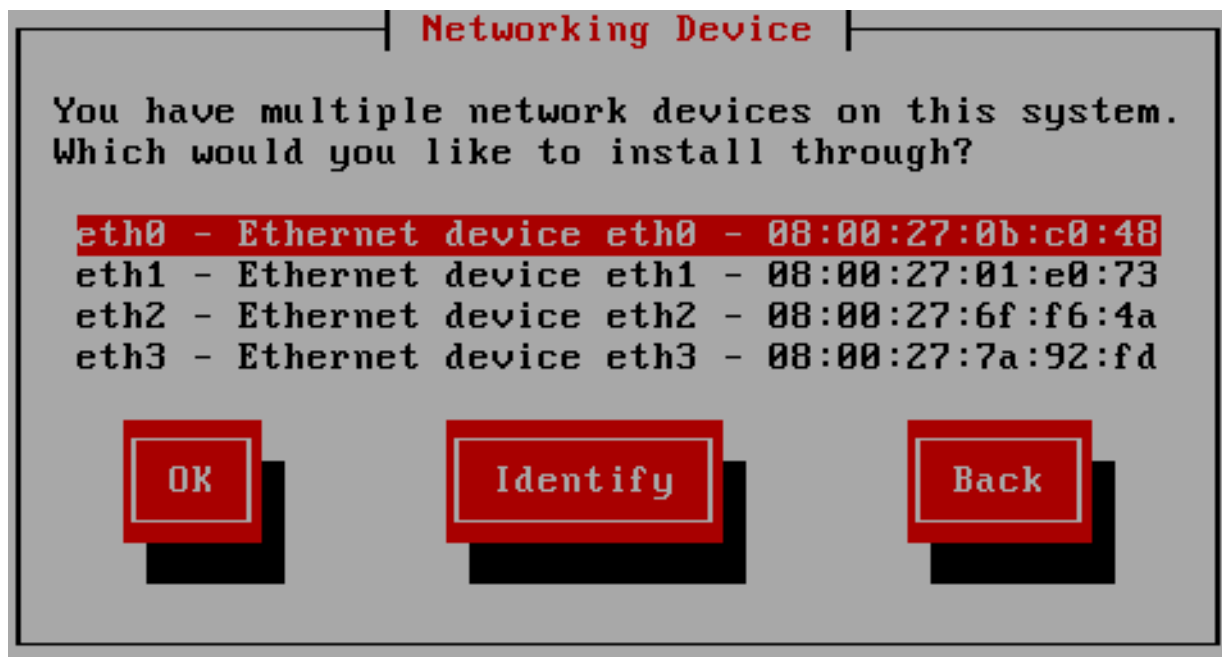 Networking Device
You have multiple network devices on this system.
Which would you like to install through?
eth0 - Ethernet device eth0 - 08:00:27:0b:c0:48
eth1 - Ethernet device eth1 - 08:00:27:01:e0:73
eth2 - Ethernet device eth2 - 08:00:27:6f:f6:4a
eth3 - Ethernet device eth3 - 08:00:27:7a:92:fd
OK Identify Back